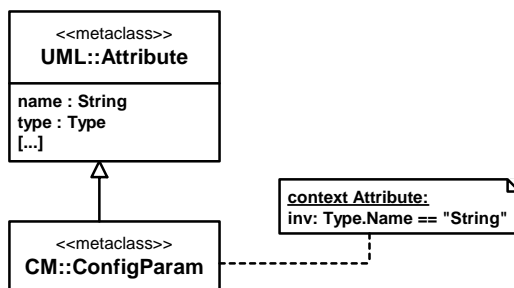 <<metaclass>>
UML::Attribute
name : String
type : Type
[...]
<<metaclass>>
CM::ConfigParam
context Attribute:
inv: Type.Name == "String"